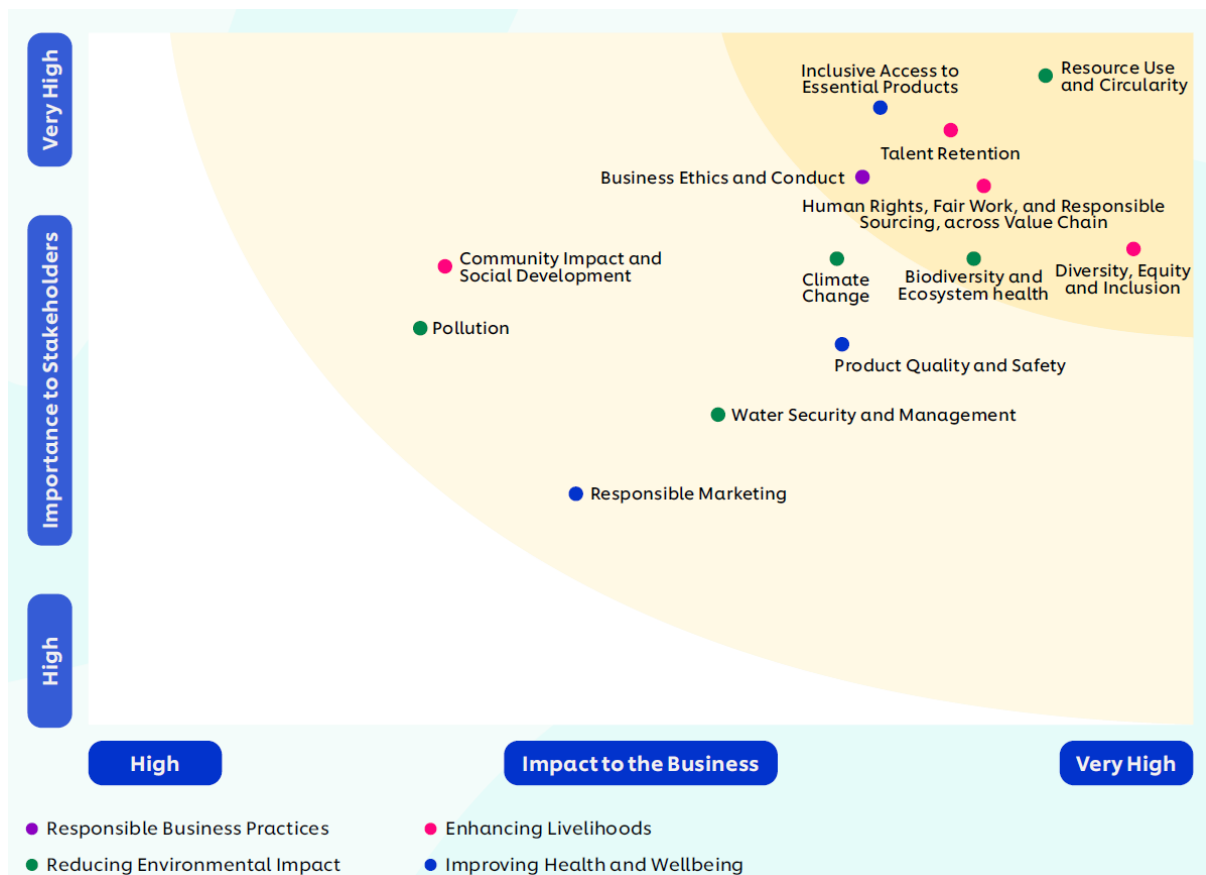 Very High
Importance to Stakeholders
High
Inclusive Access to
Essential Products
Resource Use
and Circularity
Talent Retention
Business Ethics and Conduct
Human Rights, Fair Work, and Responsible
Sourcing, across Value Chain
Community Impact and
Social Development
Climate
Change
Biodiversity and
Ecosystem health
Diversity, Equity
and Inclusion
Pollution
Product Quality and Safety
Water Security and Management
Responsible Marketing
High
Impact to the Business
Very High
Responsible Business Practices
Enhancing Livelihoods
Reducing Environmental Impact
Improving Health and Wellbeing